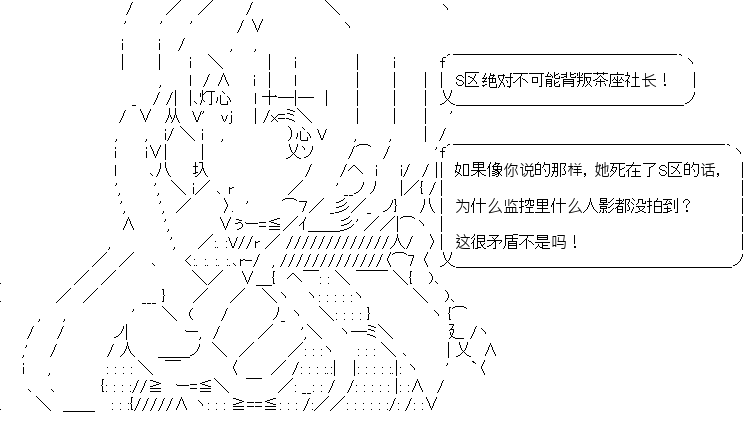 S区绝对不可能背叛茶座社长！
如果像你说的那样，她死在了S区的话，
为什么监控里什么人影都没拍到？
这很矛盾不是吗！